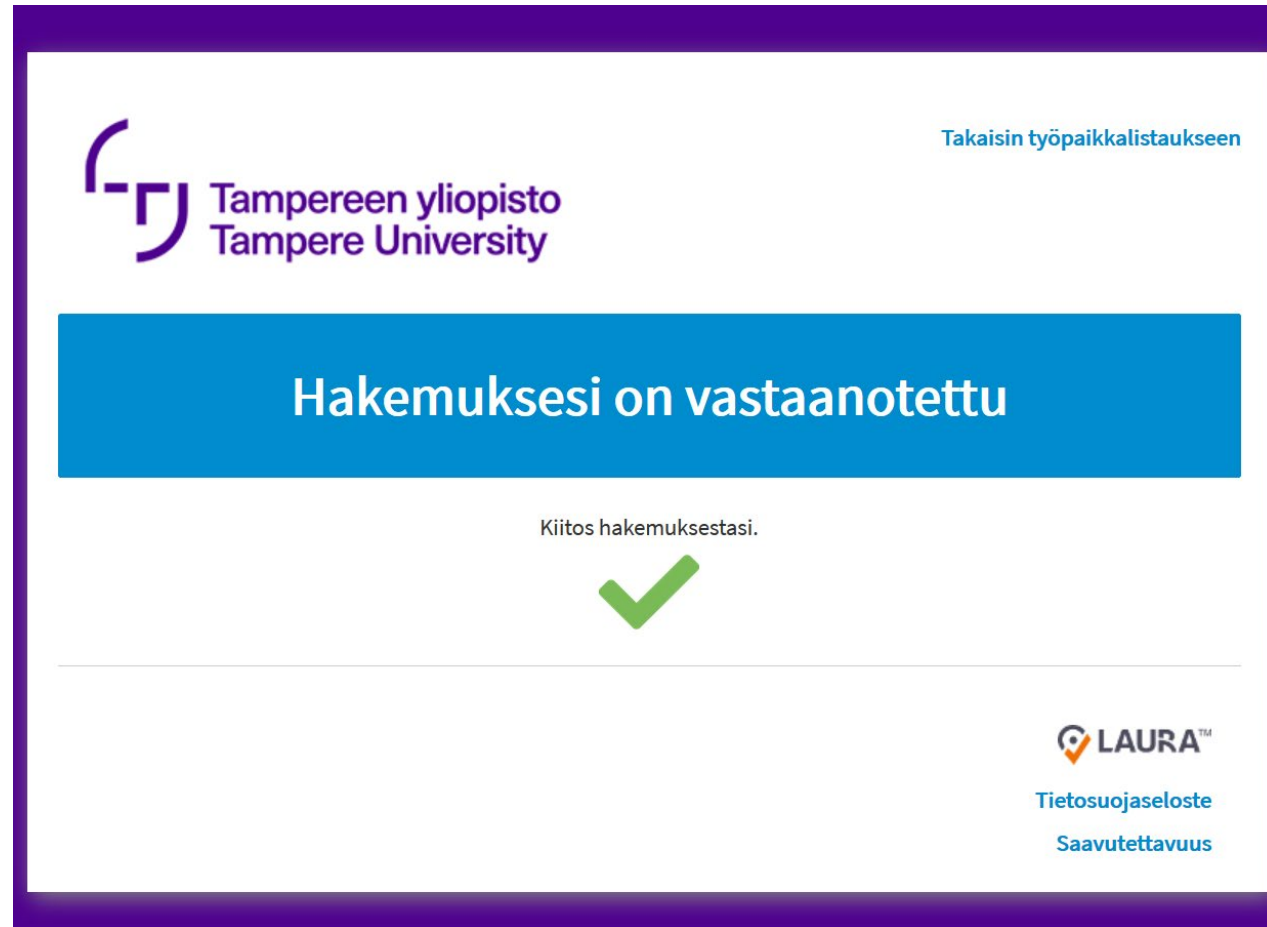 Takaisin työpaikkalistaukseen
Tampereen yliopisto
Tampere University
Hakemuksesi on vastaanotettu
Kiitos hakemuksestasi.
LAURA™
Tietosuojaseloste
Saavutettavuus